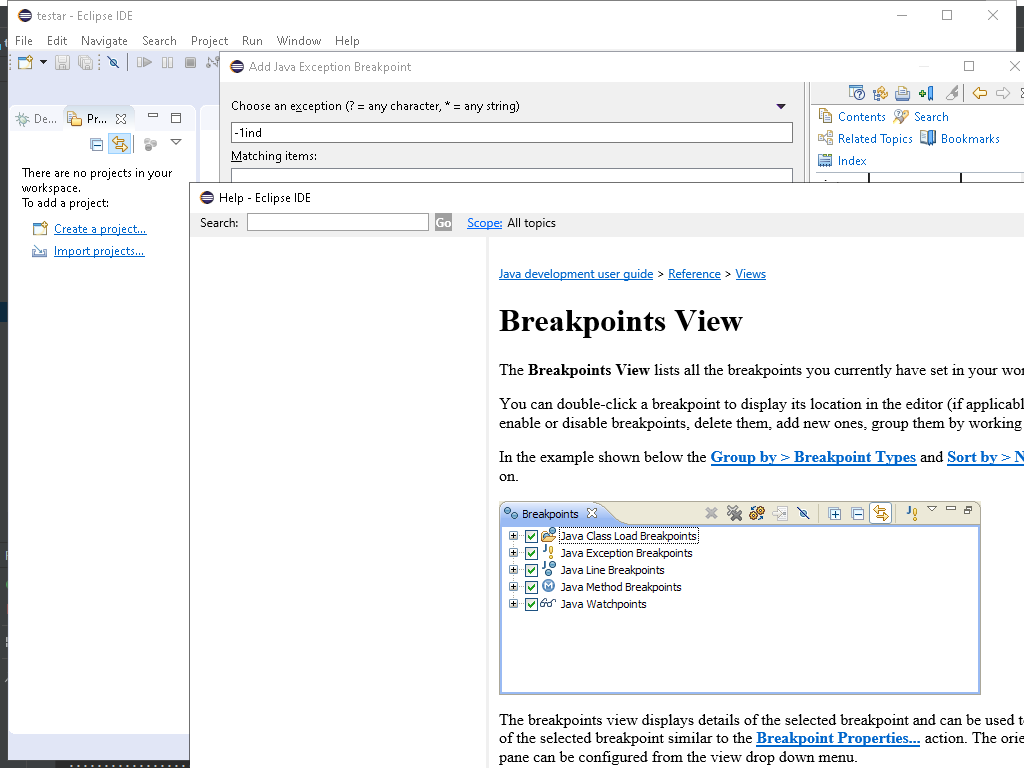 testar - Eclipse IDE
File Edit Navigate Search Project Run Window Help
Add Java Exception Breakpoint
De... Pr...
There are no projects in your
workspace.
To add a project:
Create a project...
Import projects...
Choose an exception (? = any character, * = any string)
-1ind
Matching items:
Contents Search
Related Topics Bookmarks
Index
Help - Eclipse IDE
Search: Go Scope: All topics
Java development user guide > Reference > Views
Breakpoints View
The Breakpoints View lists all the breakpoints you currently have set in your wor
You can double-click a breakpoint to display its location in the editor (if applicabl
enable or disable breakpoints, delete them, add new ones, group them by working
In the example shown below the Group by > Breakpoint Types and Sort by > N
on.
Breakpoints
Java Class Load Breakpoints
Java Exception Breakpoints
Java Line Breakpoints
Java Method Breakpoints
Java Watchpoints
The breakpoints view displays details of the selected breakpoint and can be used t
of the selected breakpoint similar to the Breakpoint Properties... action. The orie
pane can be configured from the view drop down menu.